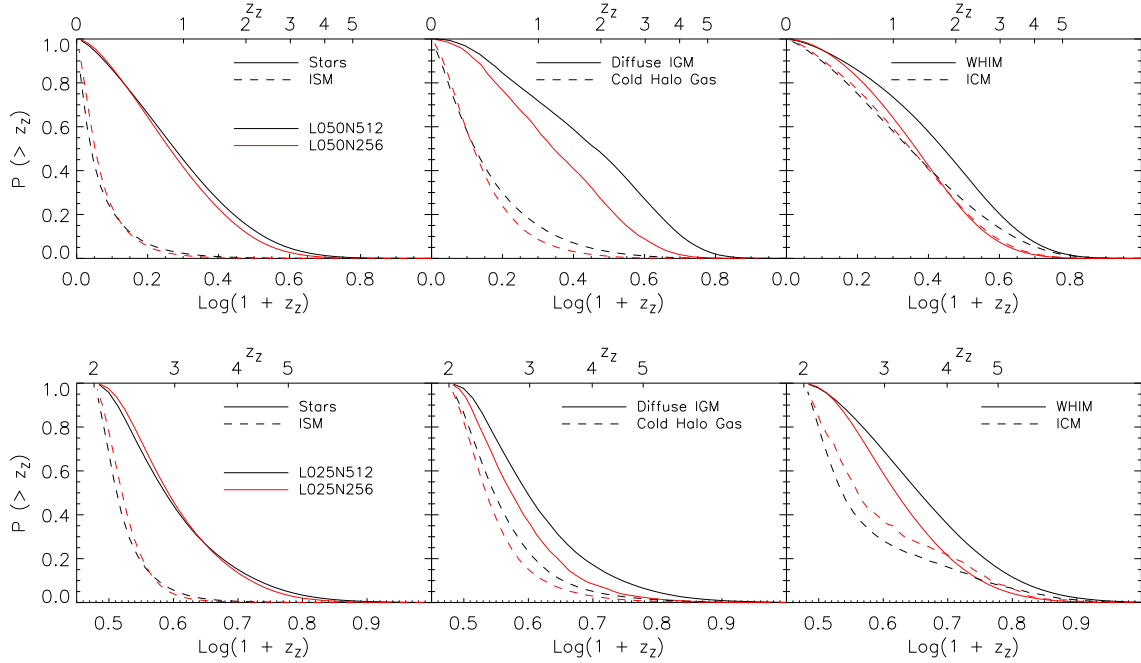 z_Z z_Z z_Z
0 1 2 3 4 5 0 1 2 3 4 5 0 1 2 3 4 5
1.0
0.8
0.6
0.4
0.2
0.0
P (> z_Z)
Stars
ISM
L050N512
L050N256
Diffuse IGM
Cold Halo Gas
WHIM
ICM
0.0 0.2 0.4 0.6 0.8 0.0 0.2 0.4 0.6 0.8 0.0 0.2 0.4 0.6 0.8
Log(1 + z_Z) Log(1 + z_Z) Log(1 + z_Z)
z_Z z_Z z_Z
2 3 4 5 2 3 4 5 2 3 4 5
1.0
0.8
0.6
0.4
0.2
0.0
P (> z_Z)
Stars
ISM
L025N512
L025N256
Diffuse IGM
Cold Halo Gas
WHIM
ICM
0.5 0.6 0.7 0.8 0.9 0.5 0.6 0.7 0.8 0.9 0.5 0.6 0.7 0.8 0.9
Log(1 + z_Z) Log(1 + z_Z) Log(1 + z_Z)